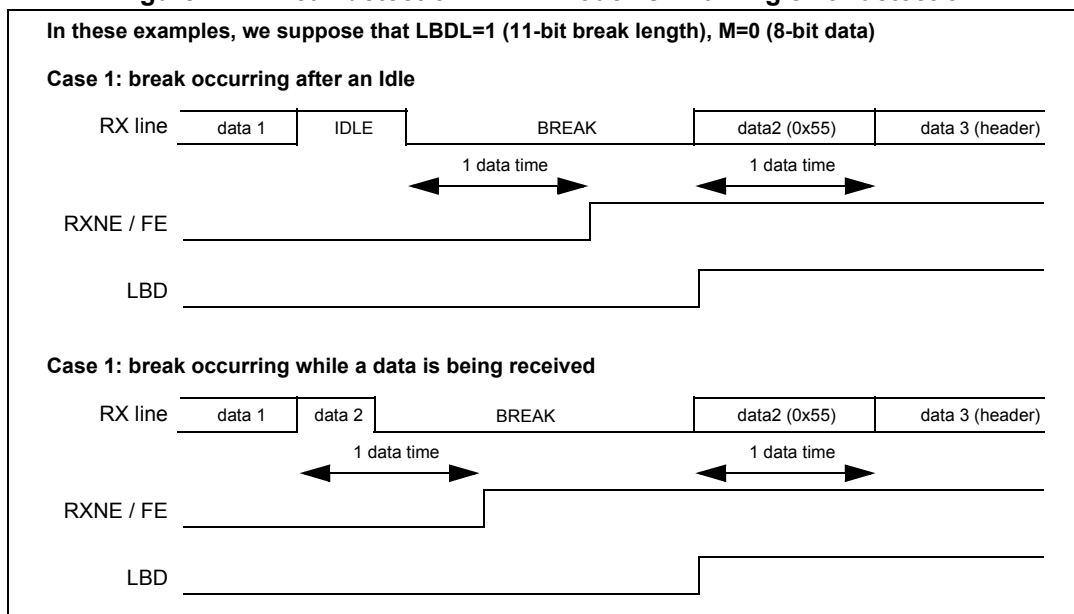 In these examples, we suppose that LBDL=1 (11-bit break length), M=0 (8-bit data)
Case 1: break occurring after an Idle
RX line data 1 IDLE BREAK data2 (0x55) data 3 (header)
1 data time 1 data time
RXNE / FE
LBD
Case 1: break occurring while a data is being received
RX line data 1 data 2 BREAK data2 (0x55) data 3 (header)
1 data time 1 data time
RXNE / FE
LBD